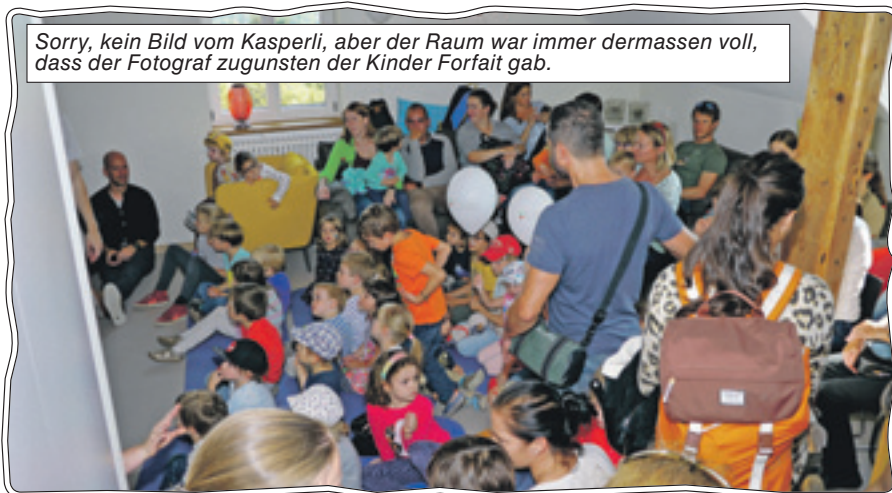 Sorry, kein Bild vom Kasperli, aber der Raum war immer dermassen voll,
dass der Fotograf zugunsten der Kinder Forfait gab.